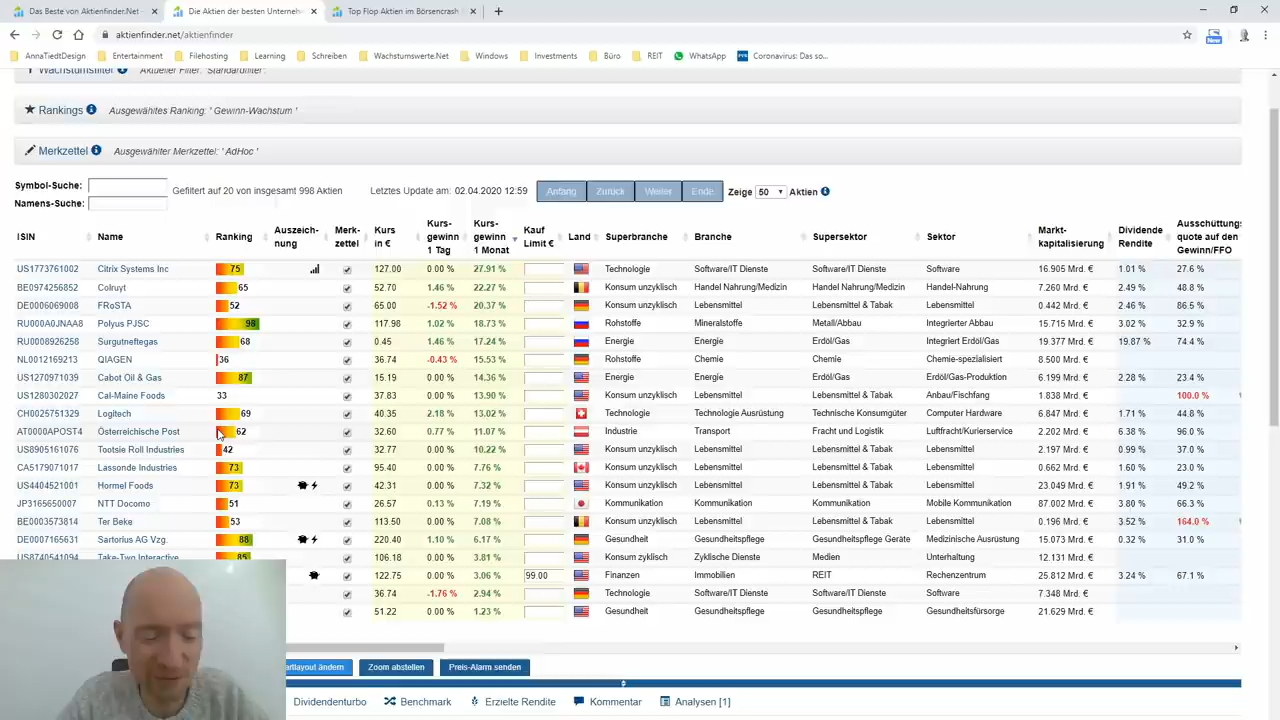 Das Beste von Aktienfinder.Net -
Die Aktien der besten Unterneh
Top Flop Aktien im Börsencrash
aktienfinder.net/aktienfinder
AnnaTiedtDesign Entertainment Filehosting Learning Schreiben Wachstumswerte.Net Windows Investments Büro REIT WhatsApp Coronavirus: Das so...
New
Wachstumsfilter Aktueller Filter: 'Standardfilter'
Rankings Ausgewähltes Ranking: ' Gewinn-Wachstum '
Merkzettel Ausgewählter Merkzettel: ' AdHoc '
Symbol-Suche:
Namens-Suche:
Gefiltert auf 20 von insgesamt 998 Aktien Letztes Update am: 02.04.2020 12:59 Anfang Zurück Weiter Ende Zeige 50 Aktien
ISIN Name Ranking Auszeich- nung Merk- zettel Kurs in € Kurs- gewinn 1 Tag Kurs- gewinn 1 Monat Kauf Limit € Land Superbranche Branche Supersektor Sektor Markt- kapitalisierung Dividende Rendite Ausschüttung: quote auf den Gewinn/FFO
US1773761002 Citrix Systems Inc 75 127.00 0.00 % 27.91 % Technologie Software/IT Dienste Software/IT Dienste Software 16.905 Mrd. € 1.01 % 27.6 %
BE0974256852 Colruyt 65 52.70 1.46 % 22.27 % Konsum unzyklisch Handel Nahrung/Medizin Handel Nahrung/Medizin Handel-Nahrung 7.260 Mrd. € 2.49 % 48.8 %
DE0006069008 FRoSTA 52 65.00 -1.52 % 20.37 % Konsum unzyklisch Lebensmittel Lebensmittel & Tabak Lebensmittel 0.442 Mrd. € 2.46 % 86.5 %
RU000A0JNAA8 Polyus PJSC 98 117.98 1.02 % 18.73 % Rohstoffe Mineralstoffe Metall/Abbau Integrierter Abbau 15.715 Mrd. € 3.02 % 32.9 %
RU0008926258 Surgutneftegas 68 0.45 1.46 % 17.24 % Energie Energie Erdöl/Gas Integriert Erdöl/Gas 19.377 Mrd. € 19.87 % 74.4 %
NL0012169213 QIAGEN 36 36.74 -0.43 % 15.53 % Rohstoffe Chemie Chemie Chemie-spezialisiert 8.500 Mrd. €
US1270971039 Cabot Oil & Gas 87 15.19 0.00 % 14.36 % Energie Energie Erdöl/Gas Erdöl/Gas-Produktion 6.199 Mrd. € 2.28 % 23.4 %
US1280302027 Cal-Maine Foods 33 37.83 0.00 % 13.90 % Konsum unzyklisch Lebensmittel Lebensmittel & Tabak Anbau/Fischfang 1.838 Mrd. € 100.0 %
CH0025751329 Logitech 69 40.35 2.18 % 13.02 % Technologie Technologie Ausrüstung Technische Konsumgüter Computer Hardware 6.847 Mrd. € 1.71 % 44.8 %
AT0000APOST4 Österreichische Post 62 32.60 0.77 % 11.07 % Industrie Transport Fracht und Logistik Luftfracht/Kurierservice 2.202 Mrd. € 6.38 % 96.0 %
US8905161076 Tootsie Roll Industries 42 32.77 0.00 % 10.22 % Konsum unzyklisch Lebensmittel Lebensmittel & Tabak Lebensmittel 2.197 Mrd. € 0.99 % 37.0 %
CA5179071017 Lassonde Industries 73 95.40 0.00 % 7.76 % Konsum unzyklisch Lebensmittel Lebensmittel & Tabak Lebensmittel 0.662 Mrd. € 1.60 % 23.0 %
US4404521001 Hormel Foods 73 42.31 0.00 % 7.32 % Konsum unzyklisch Lebensmittel Lebensmittel & Tabak Lebensmittel 23.049 Mrd. € 1.91 % 49.2 %
JP3165650007 NTT Docomo 51 26.57 0.13 % 7.19 % Kommunikation Kommunikation Kommunikation Mobile Kommunikation 87.002 Mrd. € 3.80 % 66.3 %
BE0003573814 Ter Beke 53 113.50 0.00 % 7.08 % Konsum unzyklisch Lebensmittel Lebensmittel & Tabak Lebensmittel 0.196 Mrd. € 3.52 % 164.0 %
DE0007165631 Sartorius AG Vzg. 88 220.40 1.10 % 6.17 % Gesundheit Gesundheitspflege Gesundheitspflege Geräte Medizinische Ausrüstung 15.073 Mrd. € 0.32 % 31.0 %
US8740541094 Take-Two Interactive 85 106.18 0.00 % 3.81 % Konsum zyklisch Zyklische Dienste Medien Unterhaltung 12.131 Mrd. €
122.75 0.00 % 3.06 % 99.00 Finanzen Immobilien REIT Rechenzentren 25.812 Mrd. € 3.24 % 67.1 %
36.74 -1.76 % 2.94 % Technologie Software/IT Dienste Software/IT Dienste Software 7.348 Mrd. €
51.22 0.00 % 1.23 % Gesundheit Gesundheitspflege Gesundheitspflege Gesundheitsfürsorge 21.629 Mrd. €
artlayout ändern Zoom abstellen Preis-Alarm senden
Dividendenturbo Benchmark Erzielte Rendite Kommentar Analysen [1]